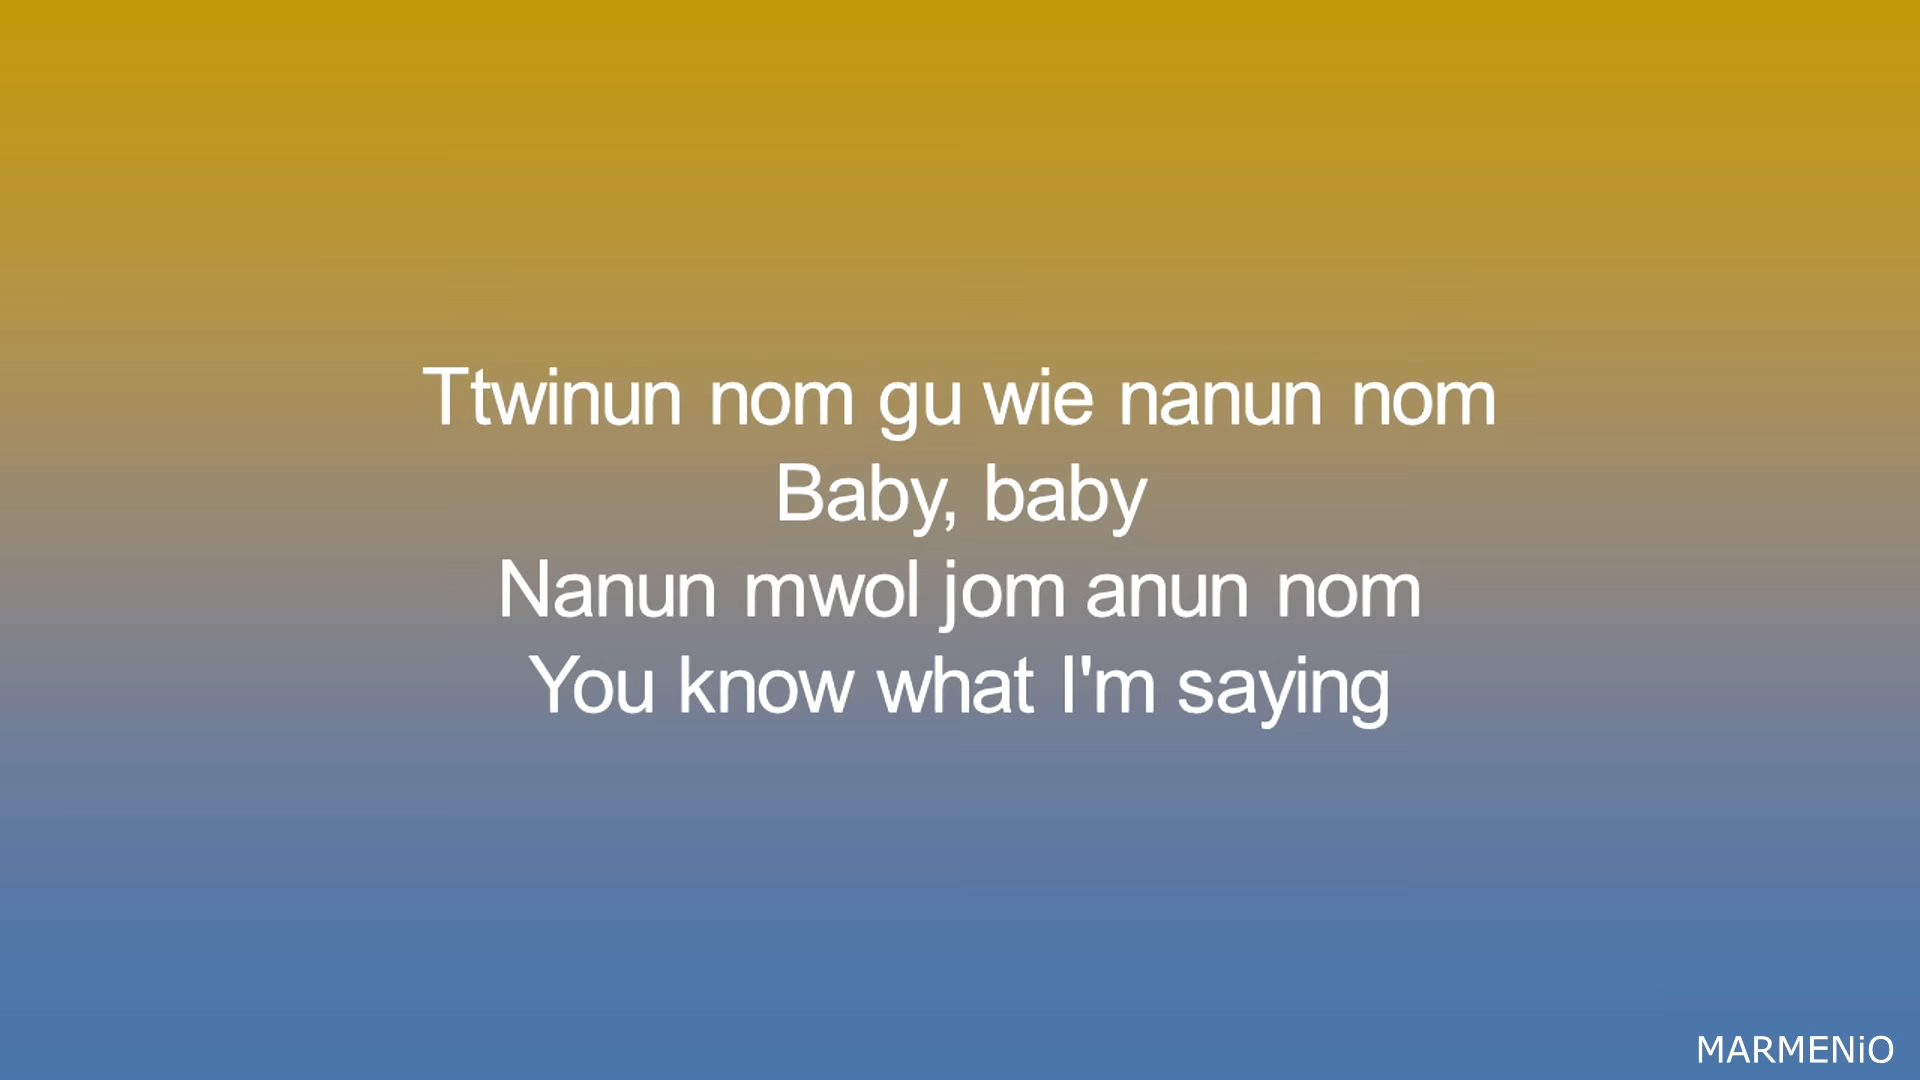 Ttwinun nom gu wie nanun nom
Baby, baby
Nanun mwol jom anun nom
You know what I'm saying
MARMENiO